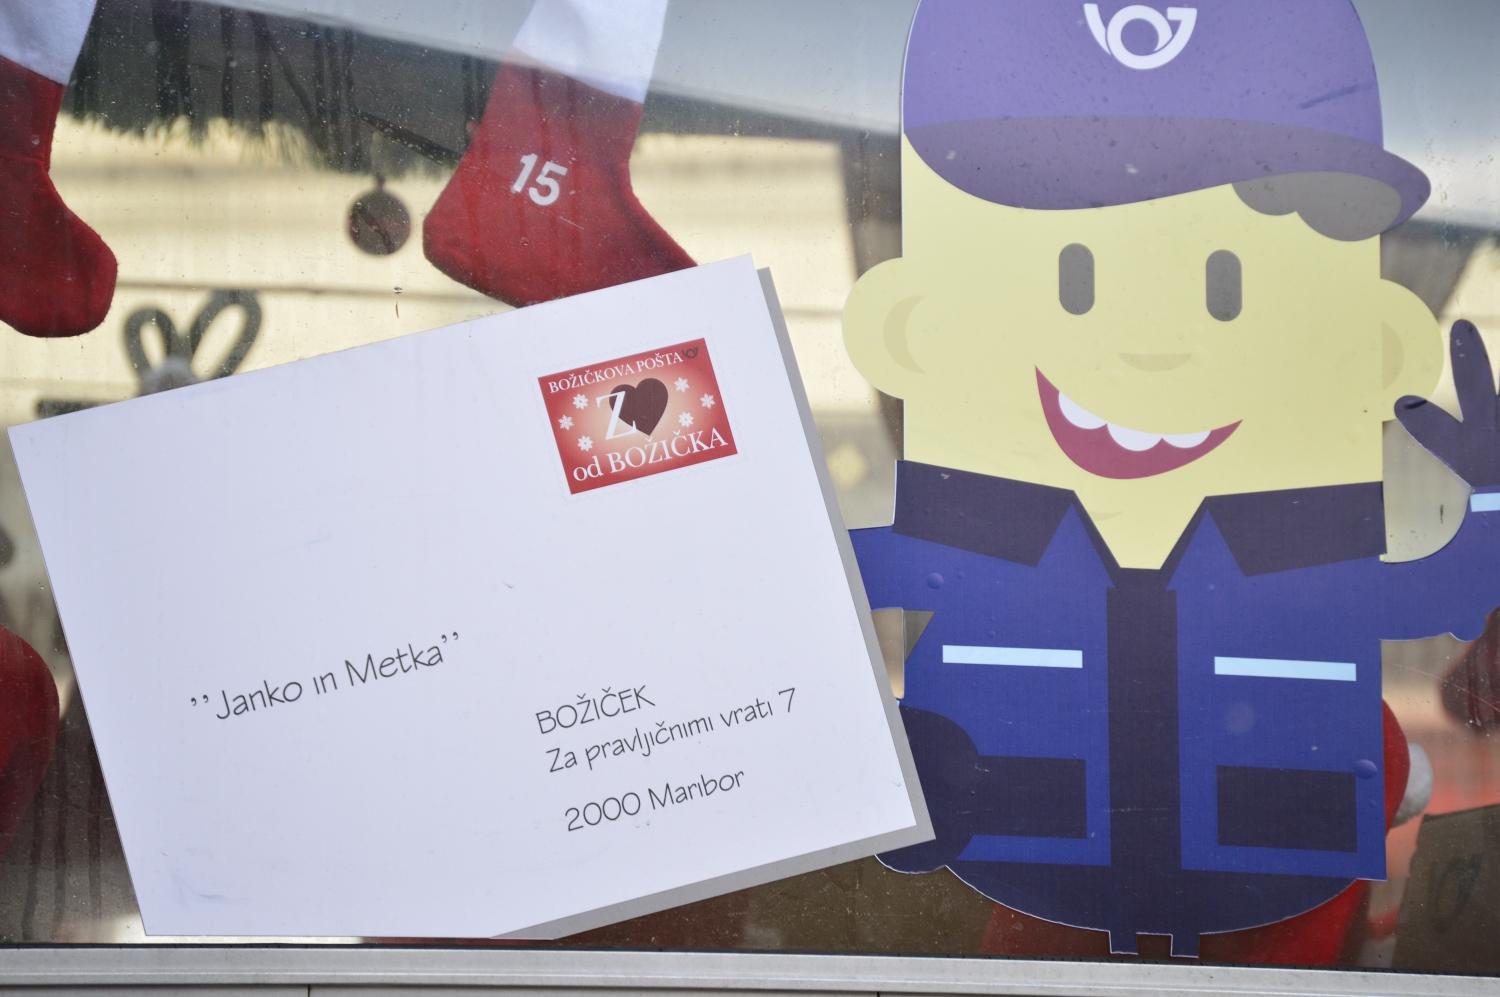 15
BOŽIČKOVA POŠTA
Z
od BOŽIČKA
’’Janko in Metka’’
BOŽIČEK
Za pravljičnimi vrati 7
2000 Maribor